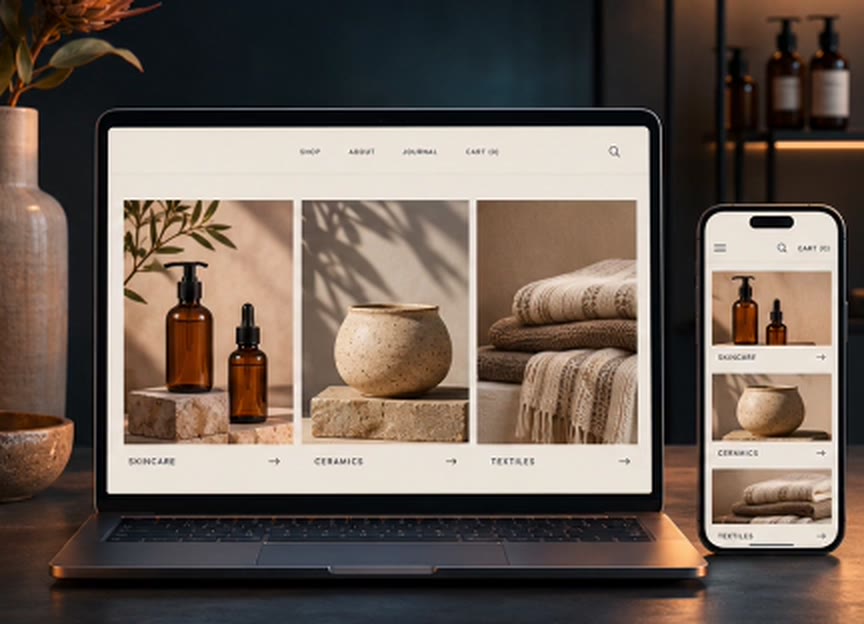 SHOP ABOUT JOURNAL CART (0)
SKINCARE → CERAMICS → TEXTILES →
CART (0)
SKINCARE →
CERAMICS →
TEXTILES →